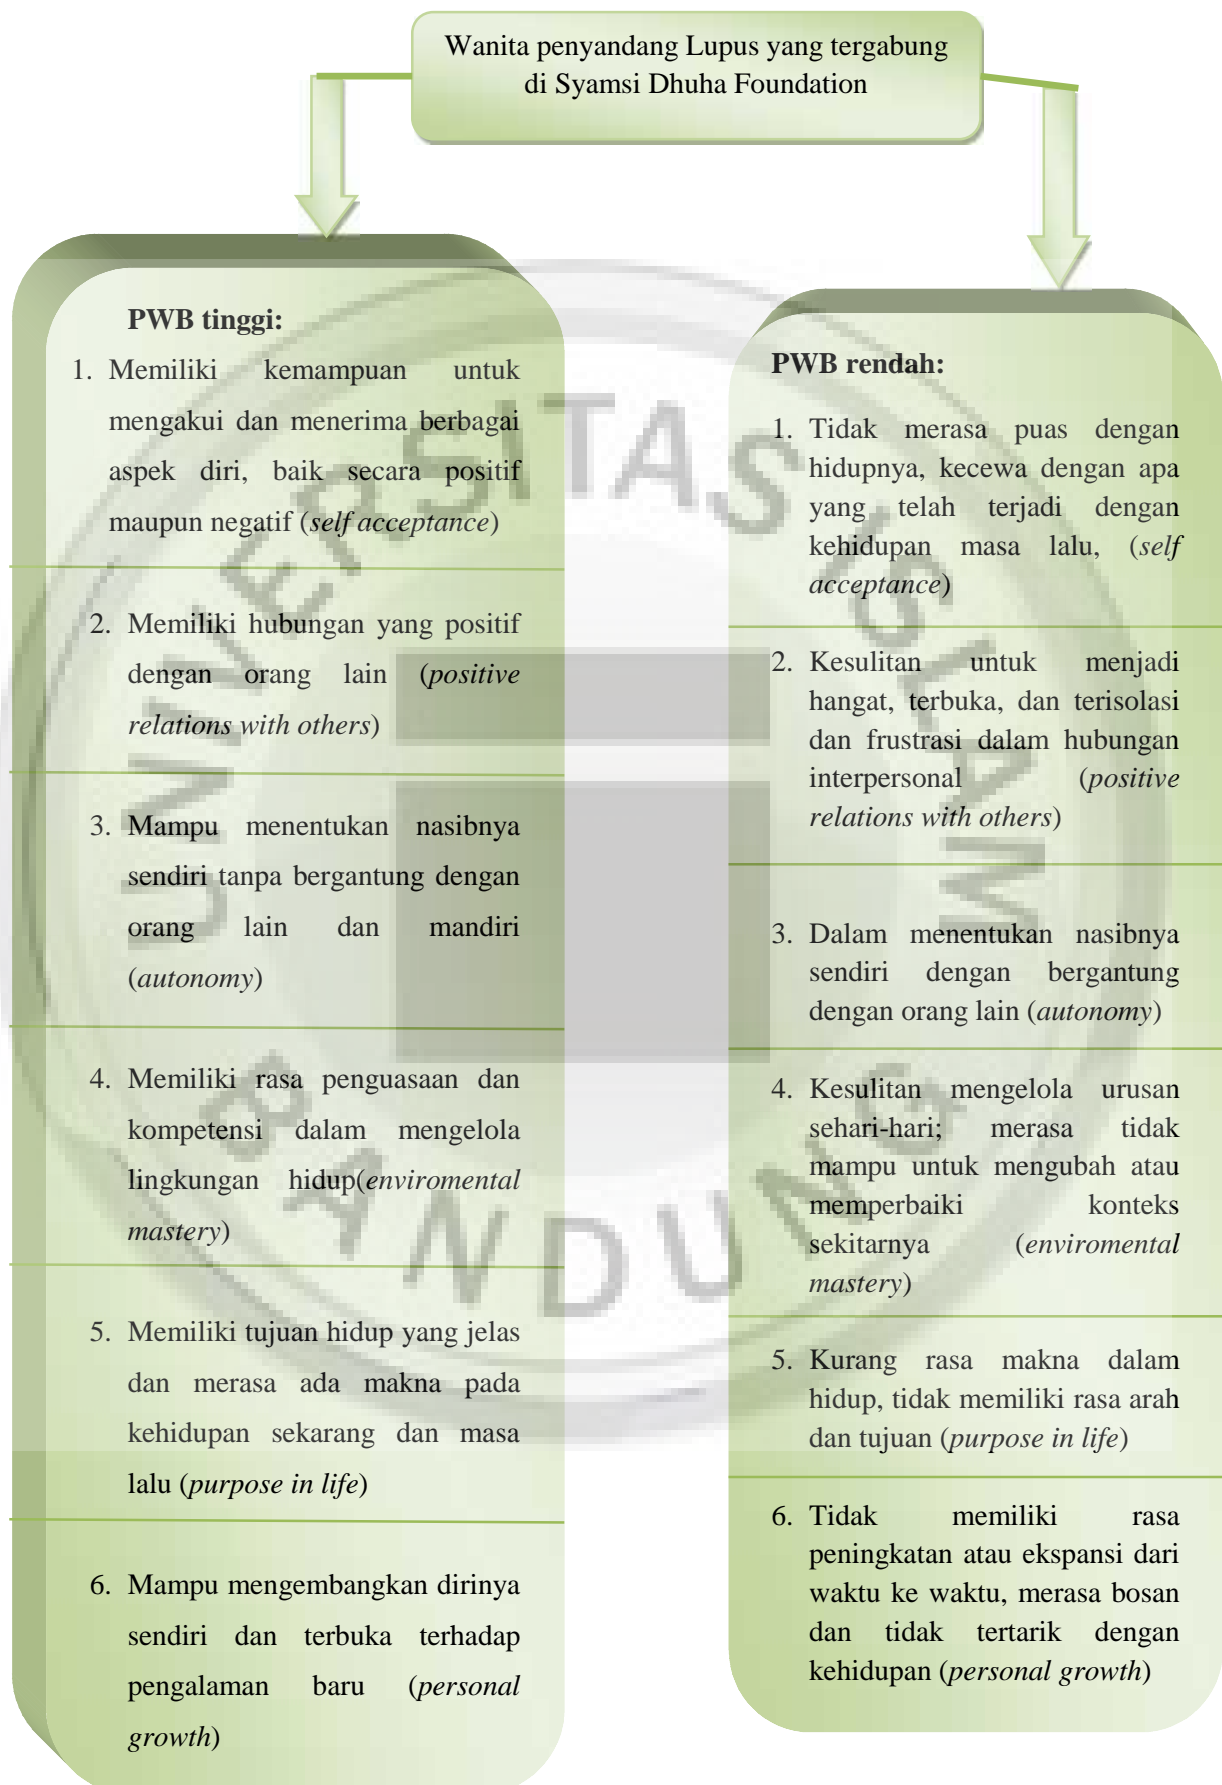 Wanita penyandang Lupus yang tergabung
di Syamsi Dhuha Foundation
PWB tinggi:
1. Memiliki kemampuan untuk
mengakui dan menerima berbagai
aspek diri, baik secara positif
maupun negatif (self acceptance)
2. Memiliki hubungan yang positif
dengan orang lain (positive
relations with others)
3. Mampu menentukan nasibnya
sendiri tanpa bergantung dengan
orang lain dan mandiri
(autonomy)
4. Memiliki rasa penguasaan dan
kompetensi dalam mengelola
lingkungan hidup(enviromental
mastery)
5. Memiliki tujuan hidup yang jelas
dan merasa ada makna pada
kehidupan sekarang dan masa
lalu (purpose in life)
6. Mampu mengembangkan dirinya
sendiri dan terbuka terhadap
pengalaman baru (personal
growth)
PWB rendah:
1. Tidak merasa puas dengan
hidupnya, kecewa dengan apa
yang telah terjadi dengan
kehidupan masa lalu, (self
acceptance)
2. Kesulitan untuk menjadi
hangat, terbuka, dan terisolasi
dan frustrasi dalam hubungan
interpersonal (positive
relations with others)
3. Dalam menentukan nasibnya
sendiri dengan bergantung
dengan orang lain (autonomy)
4. Kesulitan mengelola urusan
sehari-hari; merasa tidak
mampu untuk mengubah atau
memperbaiki konteks
sekitarnya (enviromental
mastery)
5. Kurang rasa makna dalam
hidup, tidak memiliki rasa arah
dan tujuan (purpose in life)
6. Tidak memiliki rasa
peningkatan atau ekspansi dari
waktu ke waktu, merasa bosan
dan tidak tertarik dengan
kehidupan (personal growth)
UNIVERSITAS ISLAM
BANDUNG